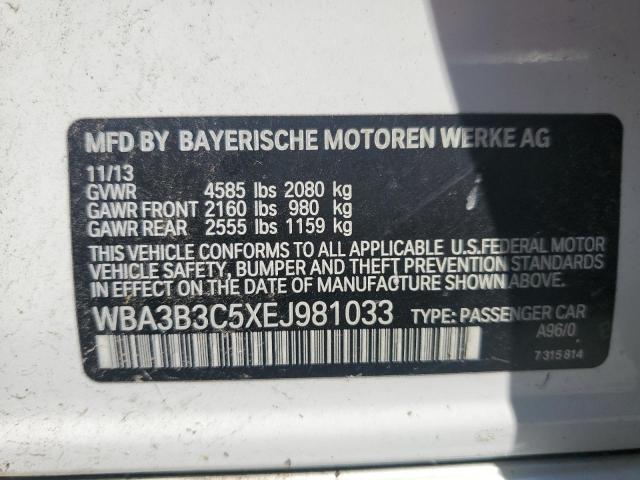 MFD BY BAYERISCHE MOTOREN WERKE AG
11/13
GVWR 4585 lbs 2080 kg
GAWR FRONT 2160 lbs 980 kg
GAWR REAR 2555 lbs 1159 kg
THIS VEHICLE CONFORMS TO ALL APPLICABLE U.S.FEDERAL MOTOR
VEHICLE SAFETY, BUMPER AND THEFT PREVENTION
STANDARDS IN EFFECT ON THE DATE OF MANUFACTURE SHOWN ABOVE.
WBA3B3C5XEJ981033 TYPE: PASSENGER CAR
A96/0
7 315 814